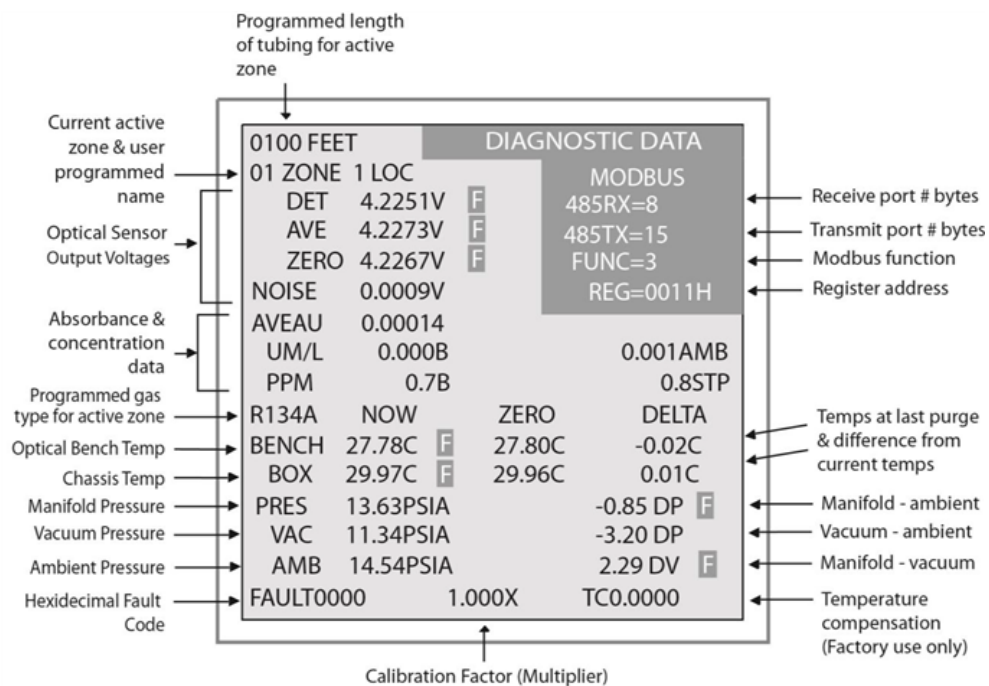 Programmed length
of tubing for active
zone
Current active
zone & user
programmed
name
Optical Sensor
Output Voltages
Absorbance &
concentration
data
Programmed gas
type for active zone
Optical Bench Temp
Chassis Temp
Manifold Pressure
Vacuum Pressure
Ambient Pressure
Hexidecimal Fault
Code
0100 FEET DIAGNOSTIC DATA
01 ZONE 1 LOC MODBUS
DET 4.2251V F 485RX=8
AVE 4.2273V F 485TX=15
ZERO 4.2267V F FUNC=3
NOISE 0.0009V REG=0011H
AVEAU 0.00014
UM/L 0.000B 0.001AMB
PPM 0.7B 0.8STP
R134A NOW ZERO DELTA
BENCH 27.78C F 27.80C -0.02C
BOX 29.97C F 29.96C 0.01C
PRES 13.63PSIA -0.85 DP F
VAC 11.34PSIA -3.20 DP
AMB 14.54PSIA 2.29 DV F
FAULT0000 1.000X TC0.0000
Receive port # bytes
Transmit port # bytes
Modbus function
Register address
Temps at last purge
& difference from
current temps
Manifold - ambient
Vacuum - ambient
Manifold - vacuum
Temperature
compensation
(Factory use only)
Calibration Factor (Multiplier)